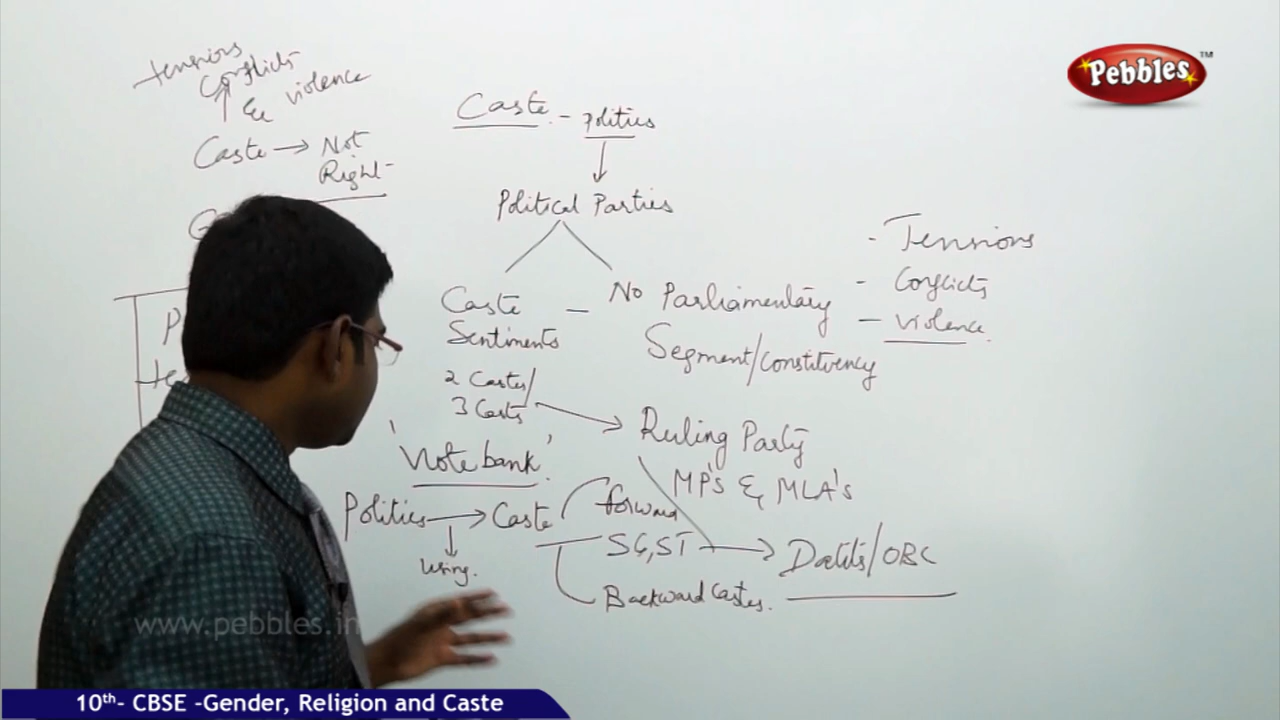 tensions
Conflicts
& violence
Caste → Not
Right
Caste - Politics
Political Parties
Caste
Sentiments
— No Parliamentary
Segment/Constituency
- Tensions
- Conflicts
- violence.
2 Castes/
3 Casts
Ruling Party
MP's & MLA's
'Vote bank'
Politics → Caste
using.
forward
SC, ST → Dalits/OBC
Backward Castes.
Pebbles™
www.pebbles.in
10th- CBSE -Gender, Religion and Caste